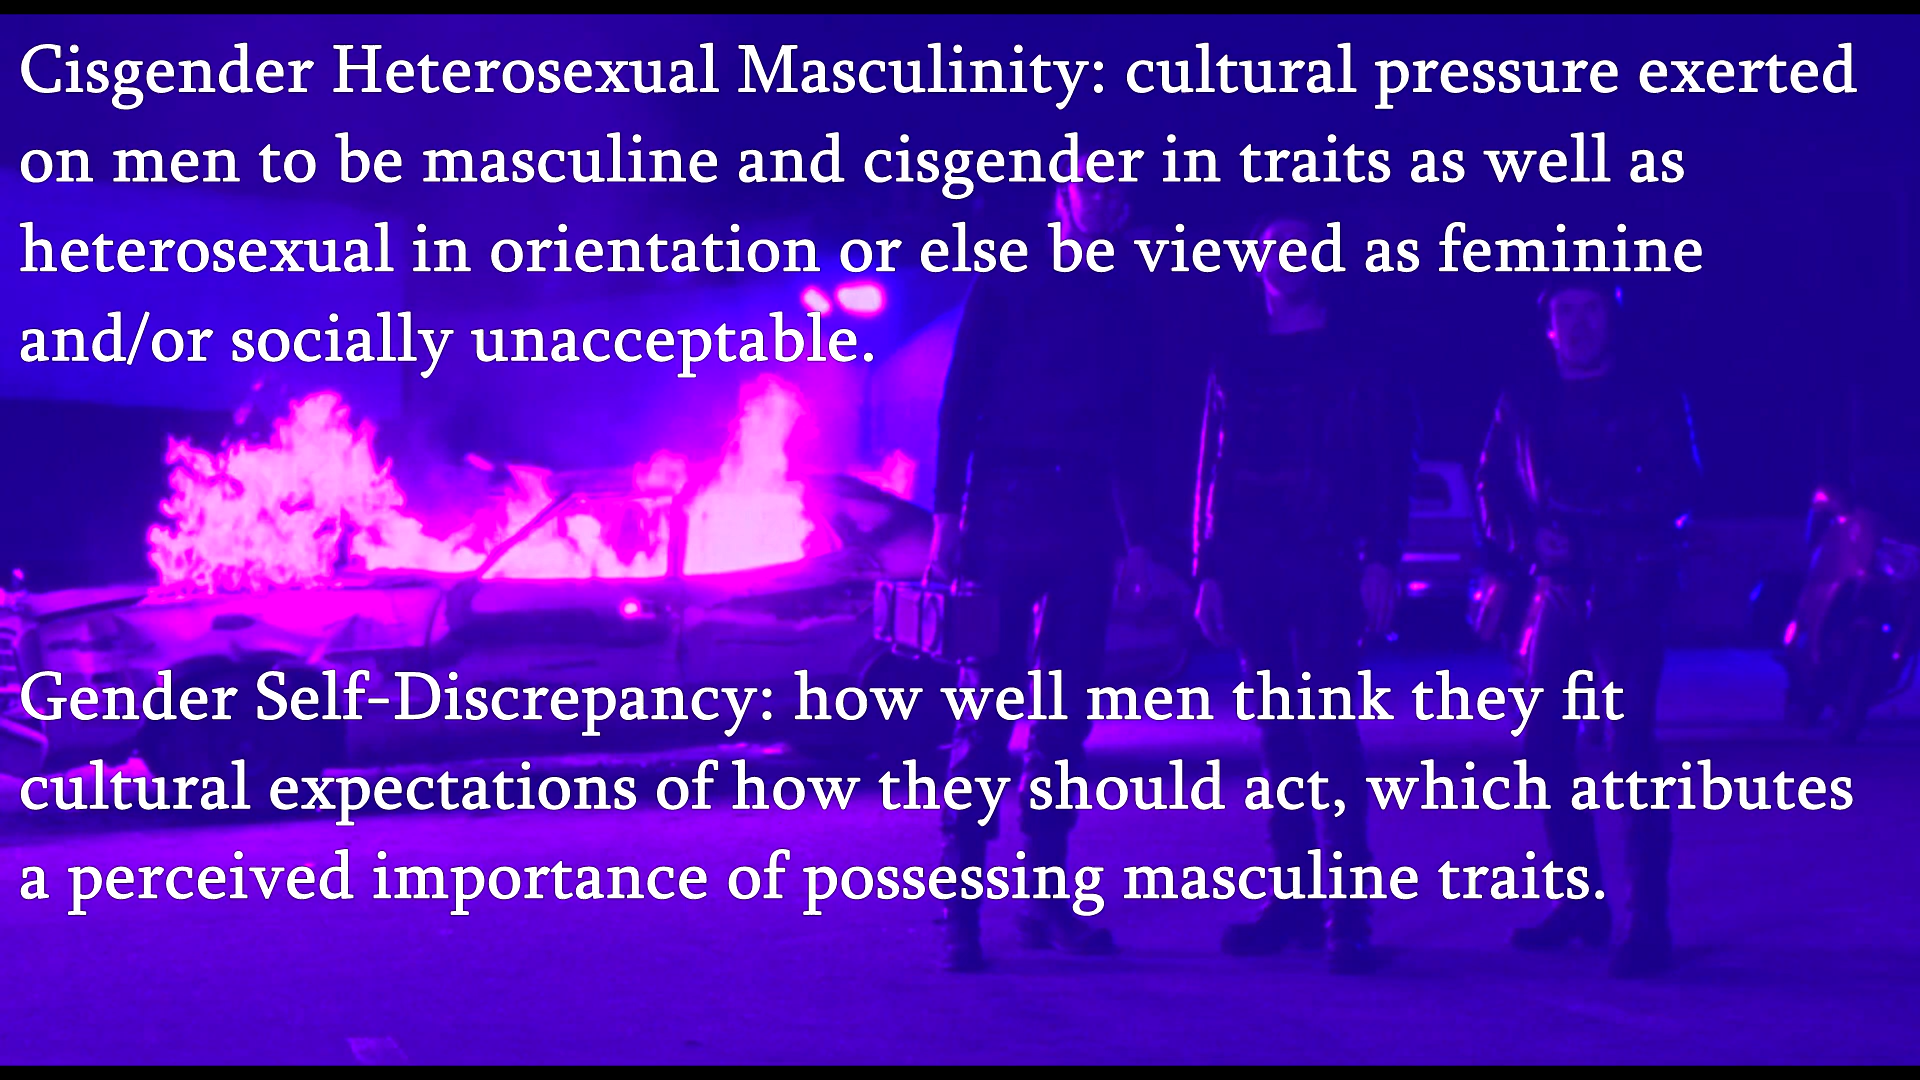 Cisgender Heterosexual Masculinity: cultural pressure exerted
on men to be masculine and cisgender in traits as well as
heterosexual in orientation or else be viewed as feminine
and/or socially unacceptable.
Gender Self-Discrepancy: how well men think they fit
cultural expectations of how they should act, which attributes
a perceived importance of possessing masculine traits.